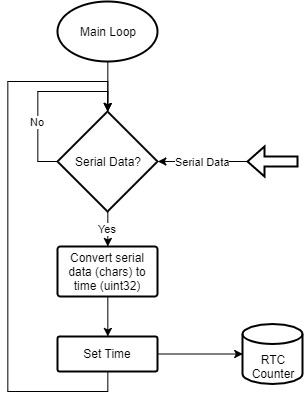 Main Loop
No
Serial Data?
Serial Data
Yes
Convert serial
data (chars) to
time (uint32)
Set Time
RTC
Counter